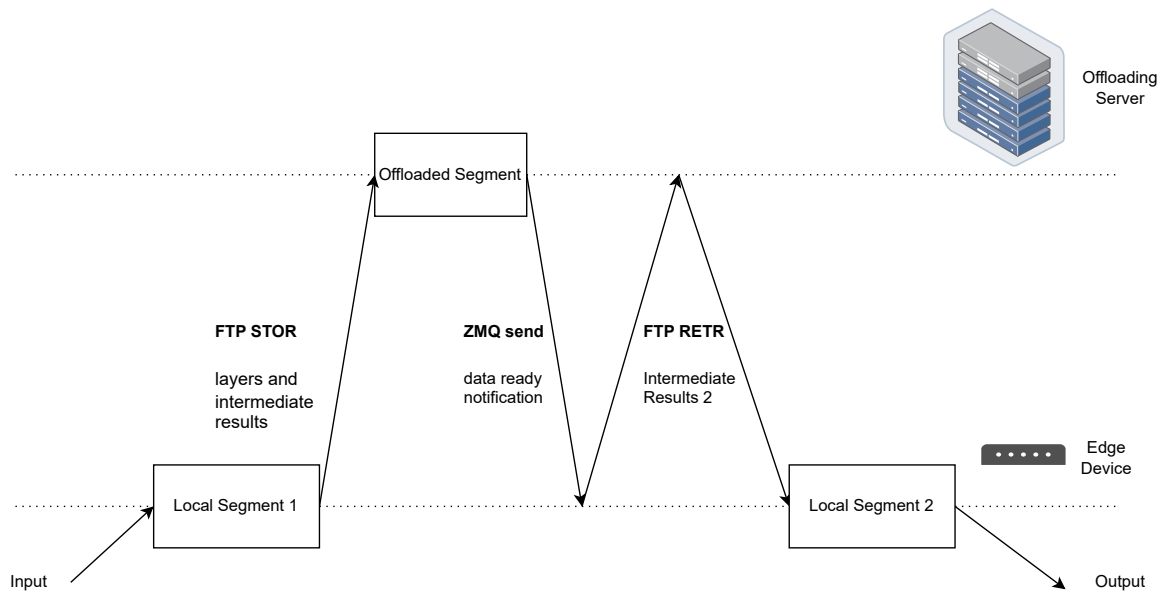 Offloading
Server
Offloaded Segment
FTP STOR
layers and
intermediate
results
ZMQ send
data ready
notification
FTP RETR
Intermediate
Results 2
Edge
Device
Local Segment 1
Local Segment 2
Input
Output